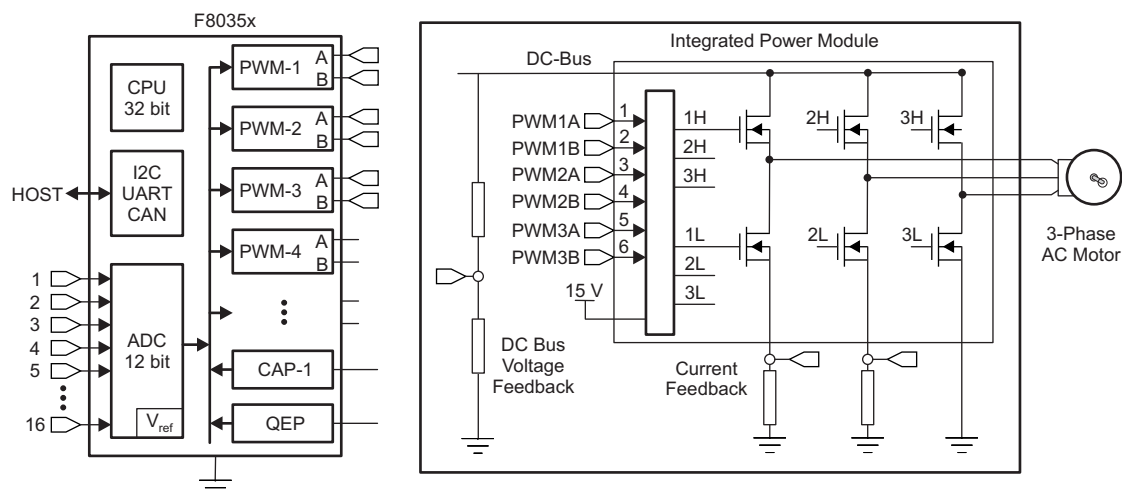 F8035x
CPU
32 bit
I2C
UART
CAN
HOST
1
2
3
4
5
16
ADC
12 bit
Vref
PWM-1
A
B
PWM-2
A
B
PWM-3
A
B
PWM-4
A
B
CAP-1
QEP
Integrated Power Module
DC-Bus
PWM1A
PWM1B
PWM2A
PWM2B
PWM3A
PWM3B
1
2
3
4
5
6
15 V
1H
2H
3H
1L
2L
3L
2H
3H
2L
3L
DC Bus
Voltage
Feedback
Current
Feedback
3-Phase
AC Motor